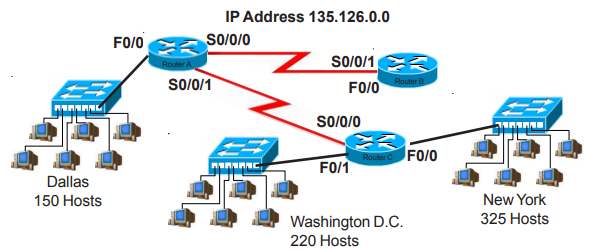 IP Address 135.126.0.0
F0/0
S0/0/0
Router A
S0/0/1
S0/0/1
Router B
F0/0
S0/0/0
Router C
F0/0
F0/1
Dallas
150 Hosts
Washington D.C.
220 Hosts
New York
325 Hosts